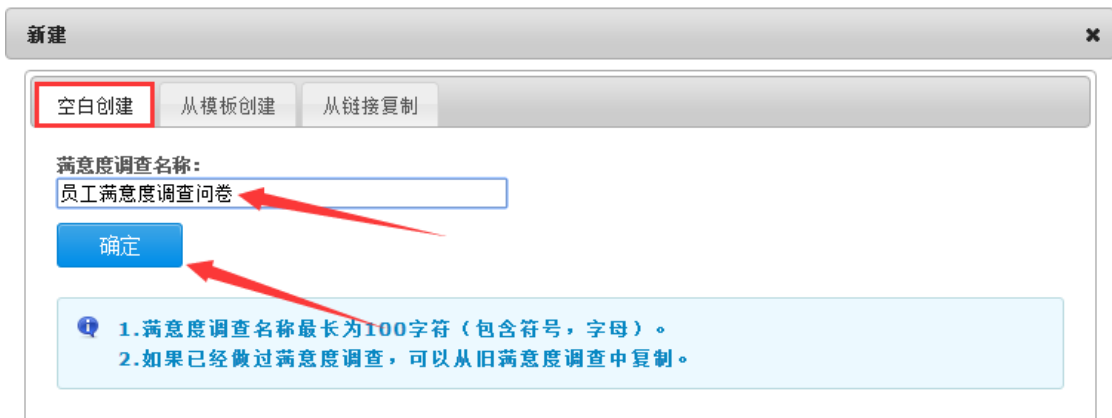 新建
空白创建 从模板创建 从链接复制
满意度调查名称：
员工满意度调查问卷
确定
1.满意度调查名称最长为100字符（包含符号，字母）。
2.如果已经做过满意度调查，可以从旧满意度调查中复制。